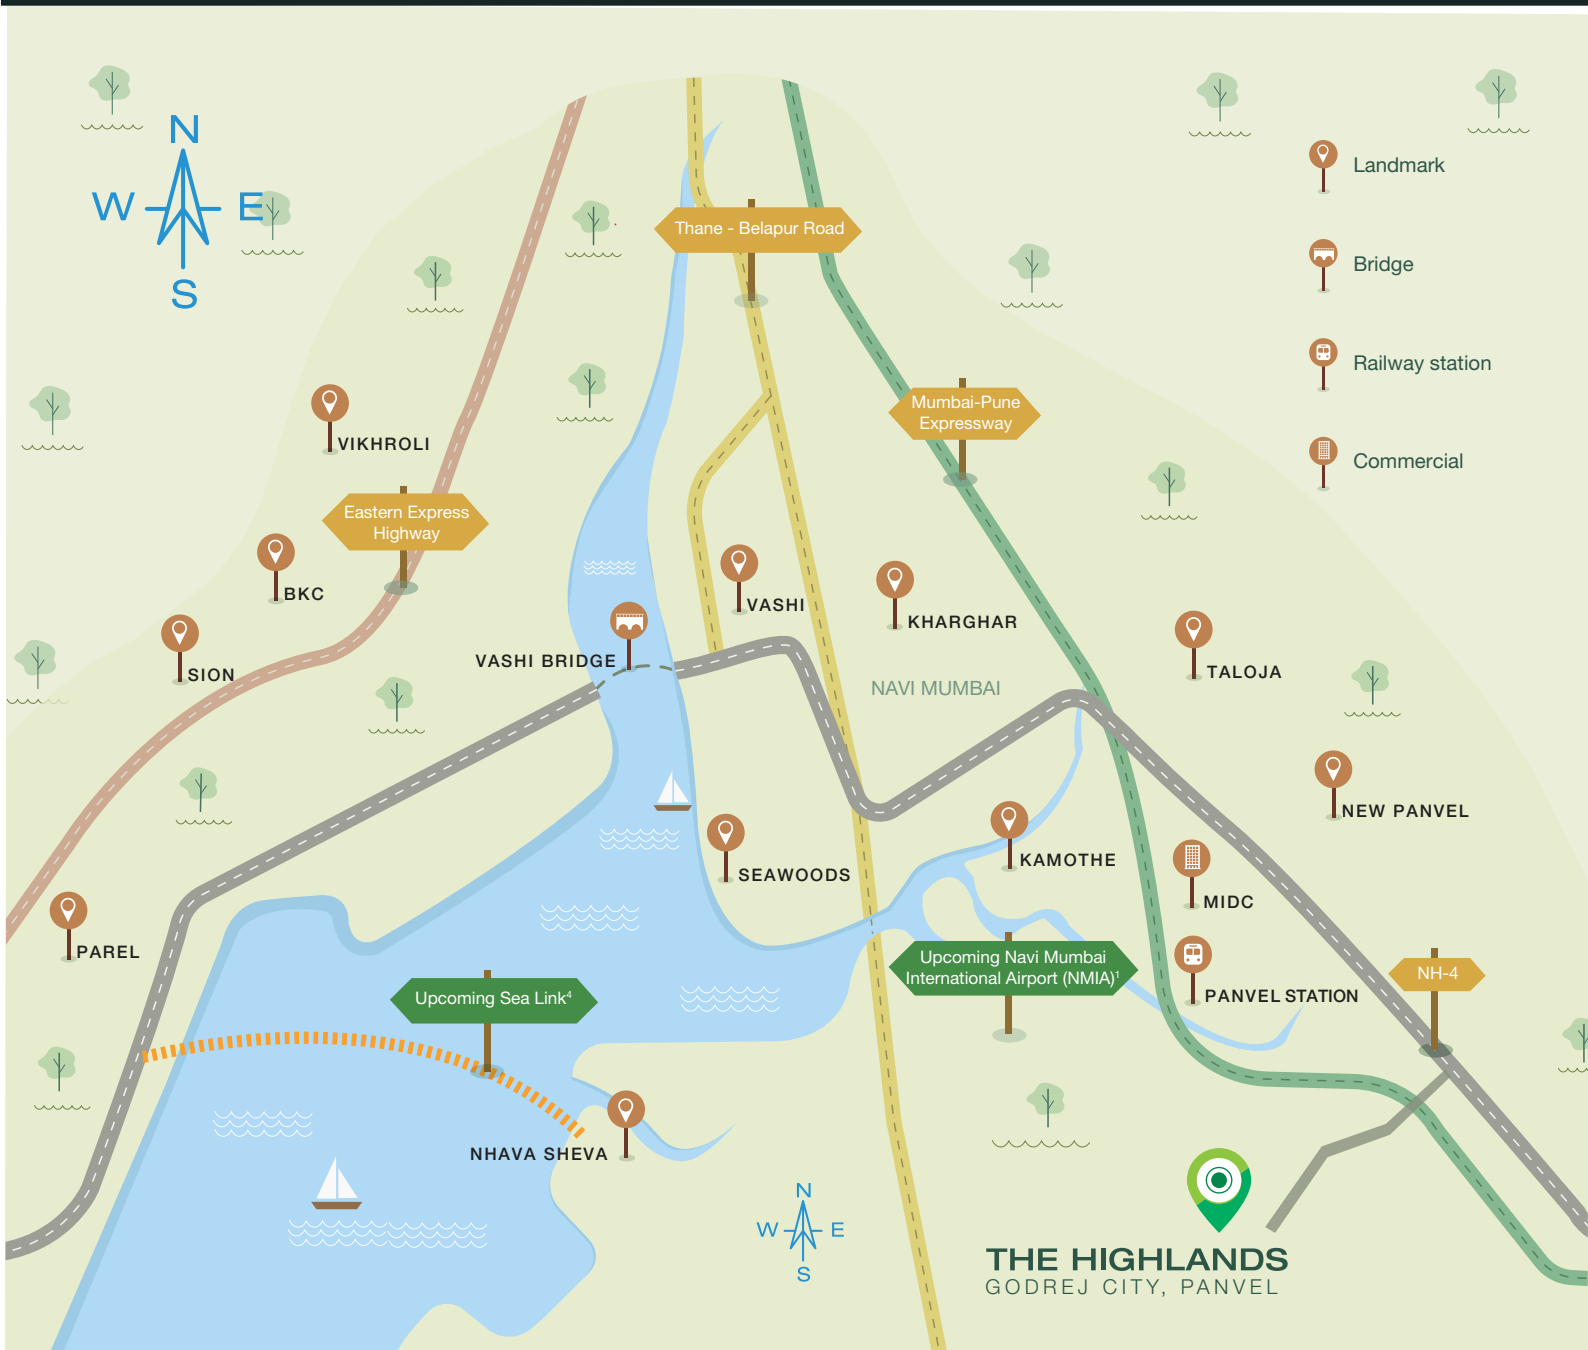 N
W E
S
Landmark
Bridge
Railway station
Commercial
Thane - Belapur Road
Mumbai-Pune
Expressway
VIKHROLI
Eastern Express
Highway
BKC
SION
VASHI BRIDGE
VASHI
KHARGHAR
NAVI MUMBAI
TALOJA
NEW PANVEL
SEAWOODS
KAMOTHE
MIDC
PAREL
Upcoming Sea Link⁴
Upcoming Navi Mumbai
International Airport (NMIA)¹
PANVEL STATION
NH-4
NHAVA SHEVA
N
W E
S
THE HIGHLANDS
GODREJ CITY, PANVEL